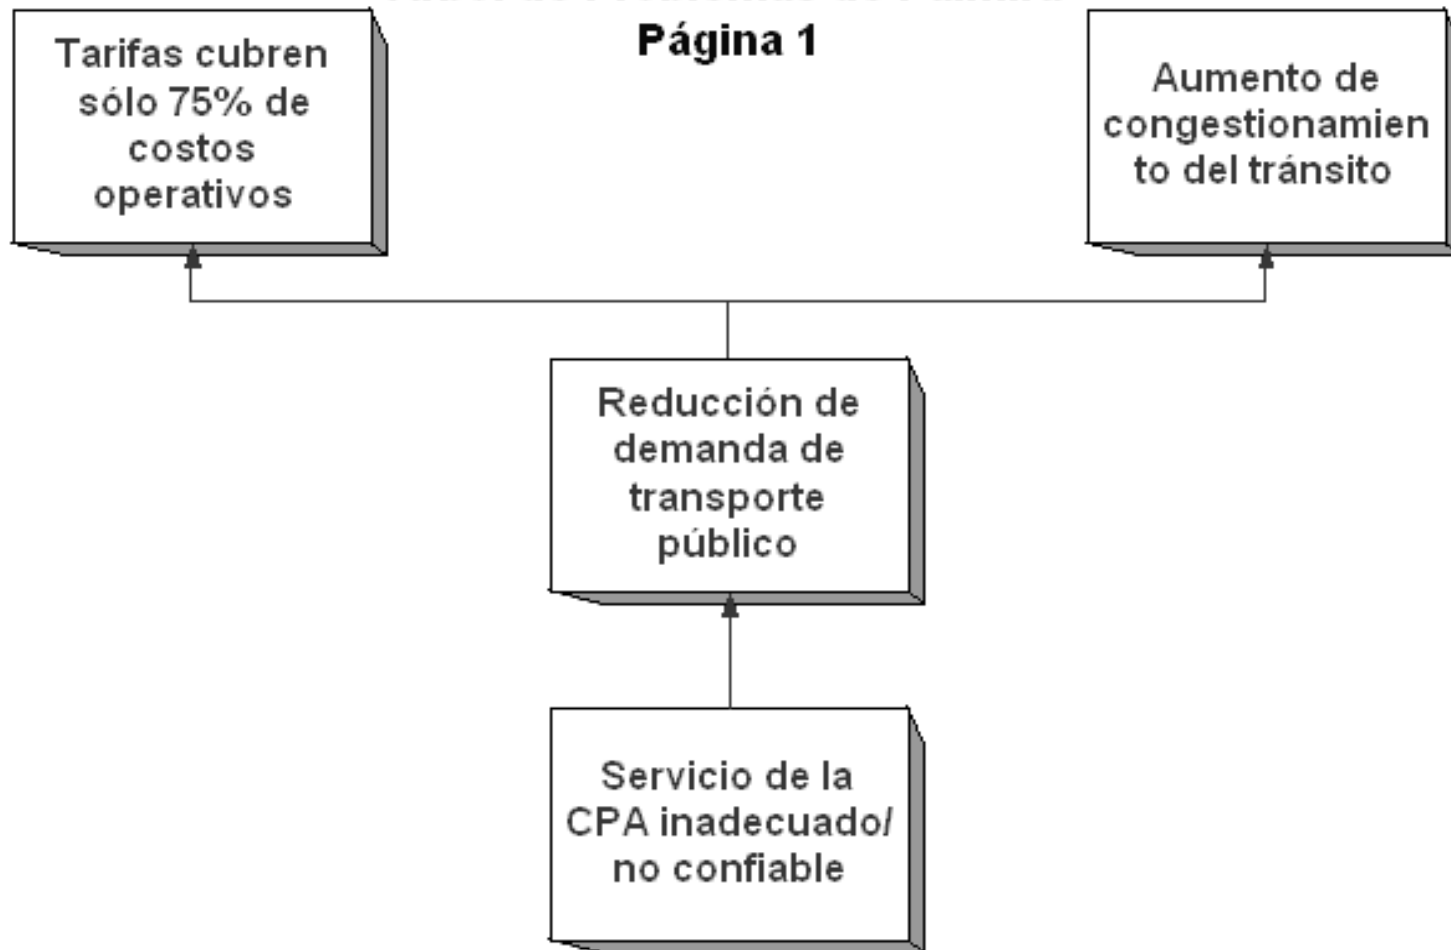 Página 1
Tarifas cubren
sólo 75% de
costos
operativos
Aumento de
congestionamien
to del tránsito
Reducción de
demanda de
transporte
público
Servicio de la
CPA inadecuado/
no confiable